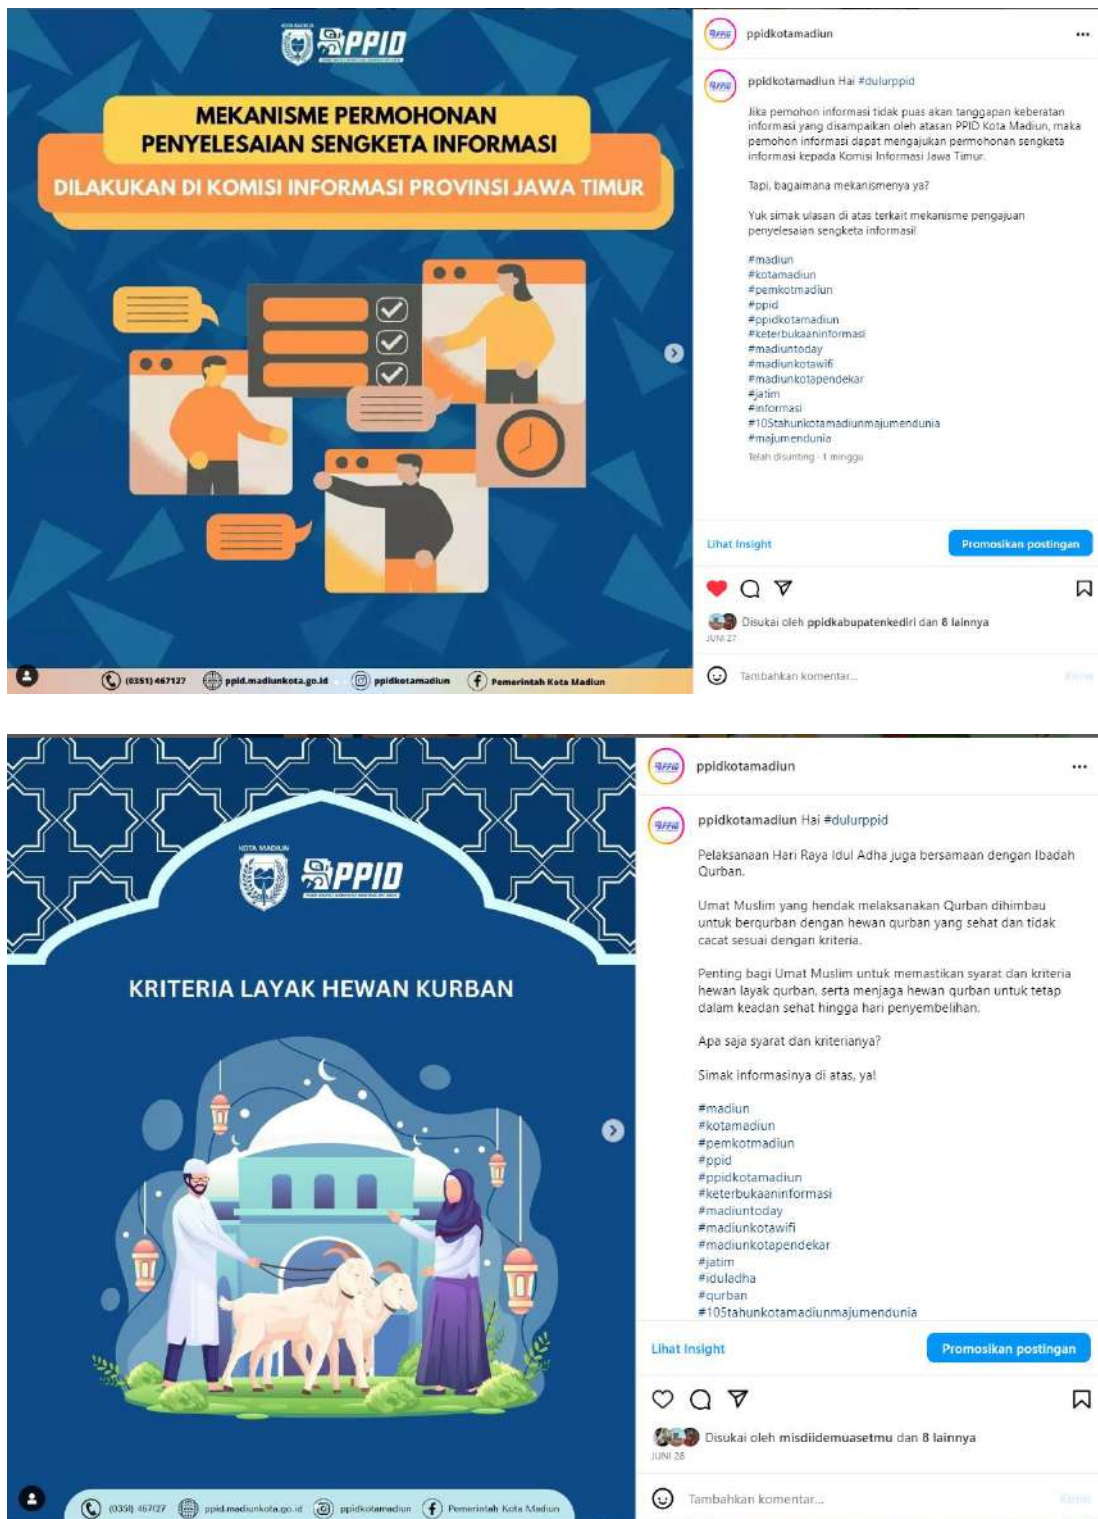 KOTA MADIUN
PPID
MEKANISME PERMOHONAN
PENYELESAIAN SENGKETA INFORMASI
DILAKUKAN DI KOMISI INFORMASI PROVINSI JAWA TIMUR
(0351) 467127
ppid.madiunkota.go.id
ppidkotamadiun
Pemerintah Kota Madiun
ppidkotamadiun
ppidkotamadiun Hai #dulurppid
Jika pemohon informasi tidak puas akan tanggapan keberatan
informasi yang disampaikan oleh atasan PPID Kota Madiun, maka
pemohon informasi dapat mengajukan permohonan sengketa
informasi kepada Komisi Informasi Jawa Timur.
Tapi, bagaimana mekanismenya ya?
Yuk simak ulasan di atas terkait mekanisme pengajuan
penyelesaian sengketa informasi!
#madiun
#kotamadiun
#pemkotmadiun
#ppid
#ppidkotamadiun
#keterbukaaninformasi
#madiuntoday
#madiunkotawifi
#madiunkotapendekar
#jatim
#informasi
#105tahunkotamadiunmajumendunia
#majumendunia
Telah disunting · 1 minggu
Lihat Insight
Promosikan postingan
Disukai oleh ppidkabupatenkediri dan 8 lainnya
JUNI 27
Tambahkan komentar...
Kirim
KOTA MADIUN
PPID
KRITERIA LAYAK HEWAN KURBAN
(0351) 467127
ppid.madiunkota.go.id
ppidkotamadiun
Pemerintah Kota Madiun
ppidkotamadiun
ppidkotamadiun Hai #dulurppid
Pelaksanaan Hari Raya Idul Adha juga bersamaan dengan Ibadah
Qurban.
Umat Muslim yang hendak melaksanakan Qurban dihimbau
untuk berqurban dengan hewan qurban yang sehat dan tidak
cacat sesuai dengan kriteria.
Penting bagi Umat Muslim untuk memastikan syarat dan kriteria
hewan layak qurban, serta menjaga hewan qurban untuk tetap
dalam keadan sehat hingga hari penyembelihan.
Apa saja syarat dan kriterianya?
Simak informasinya di atas, ya!
#madiun
#kotamadiun
#pemkotmadiun
#ppid
#ppidkotamadiun
#keterbukaaninformasi
#madiuntoday
#madiunkotawifi
#madiunkotapendekar
#jatim
#iduladha
#qurban
#105tahunkotamadiunmajumendunia
Lihat Insight
Promosikan postingan
Disukai oleh misdiidemuasetmu dan 8 lainnya
JUNI 28
Tambahkan komentar...
Kirim